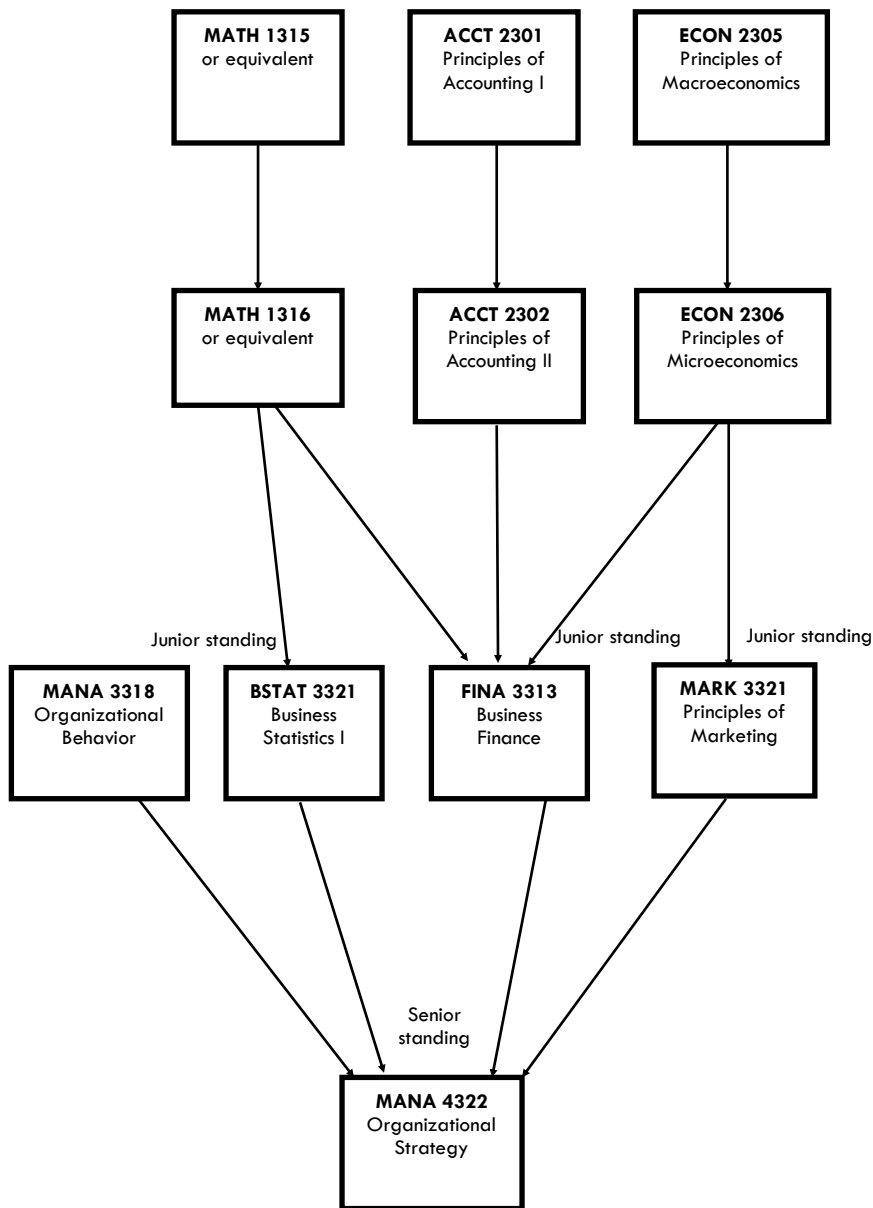 MATH 1315
or equivalent
ACCT 2301
Principles of
Accounting I
ECON 2305
Principles of
Macroeconomics
MATH 1316
or equivalent
ACCT 2302
Principles of
Accounting II
ECON 2306
Principles of
Microeconomics
Junior standing
Junior standing
Junior standing
MANA 3318
Organizational
Behavior
BSTAT 3321
Business
Statistics I
FINA 3313
Business
Finance
MARK 3321
Principles of
Marketing
Senior
standing
MANA 4322
Organizational
Strategy